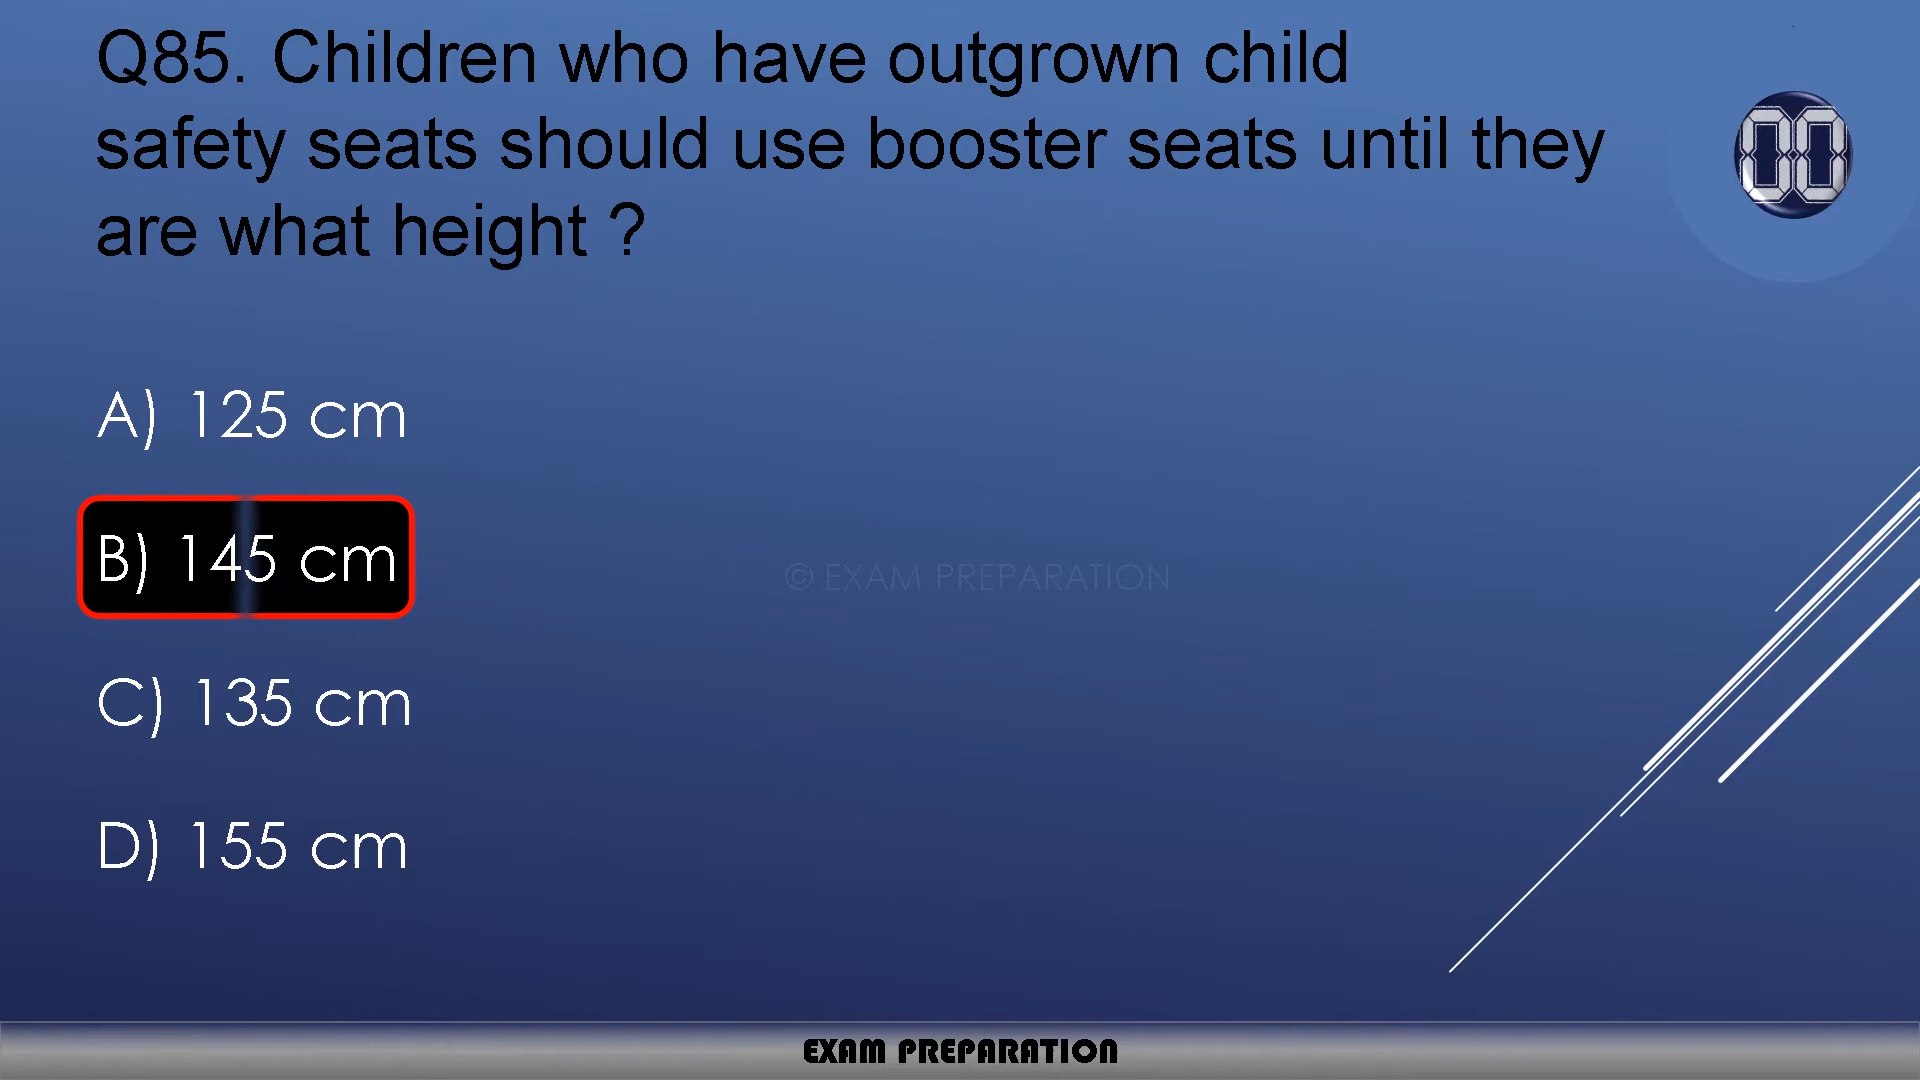 Q85. Children who have outgrown child
safety seats should use booster seats until they
are what height ?
00
A) 125 cm
B) 145 cm
© EXAM PREPARATION
C) 135 cm
D) 155 cm
EXAM PREPARATION